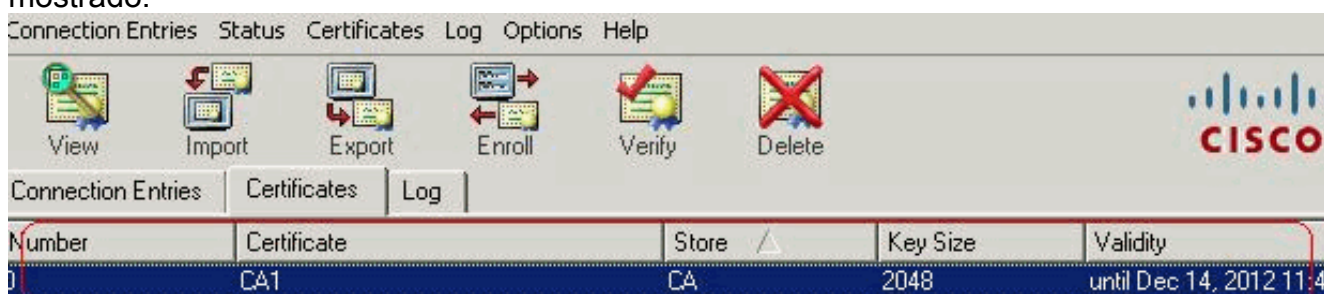 mostrado.
Connection Entries Status Certificates Log Options Help
View Import Export Enroll Verify Delete
CISCO
Connection Entries Certificates Log
Number Certificate Store Key Size Validity
0 CA1 CA 2048 until Dec 14, 2012 11:4